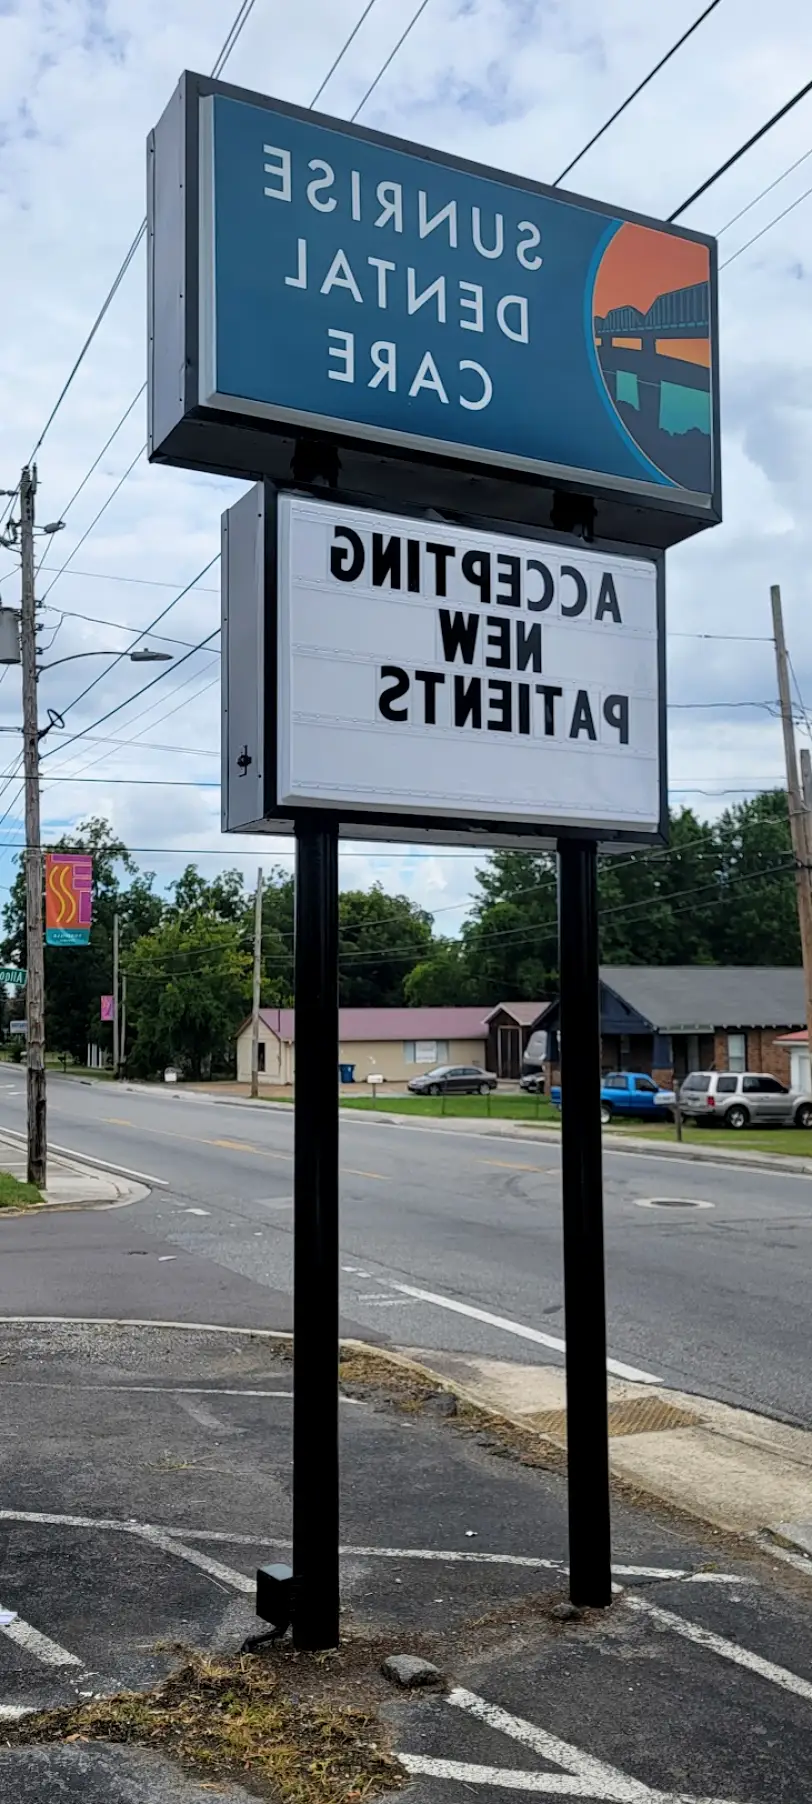 SUNRISE
DENTAL
CARE
ACCEPTING
NEW
PATIENTS